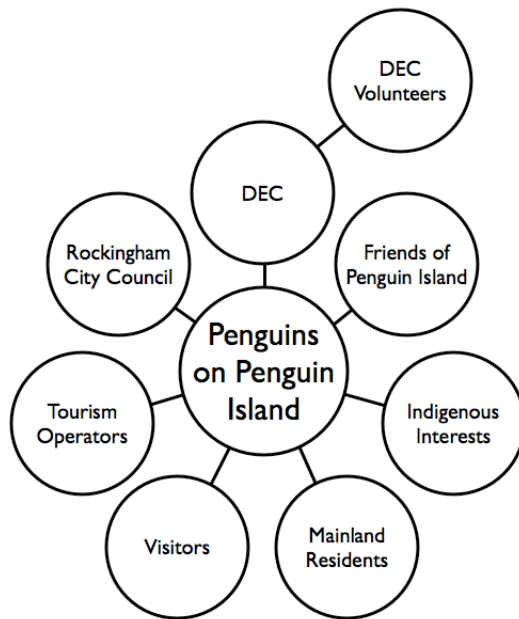 DEC
Volunteers
DEC
Rockingham
City Council
Friends of
Penguin Island
Penguins
on Penguin
Island
Tourism
Operators
Indigenous
Interests
Visitors
Mainland
Residents